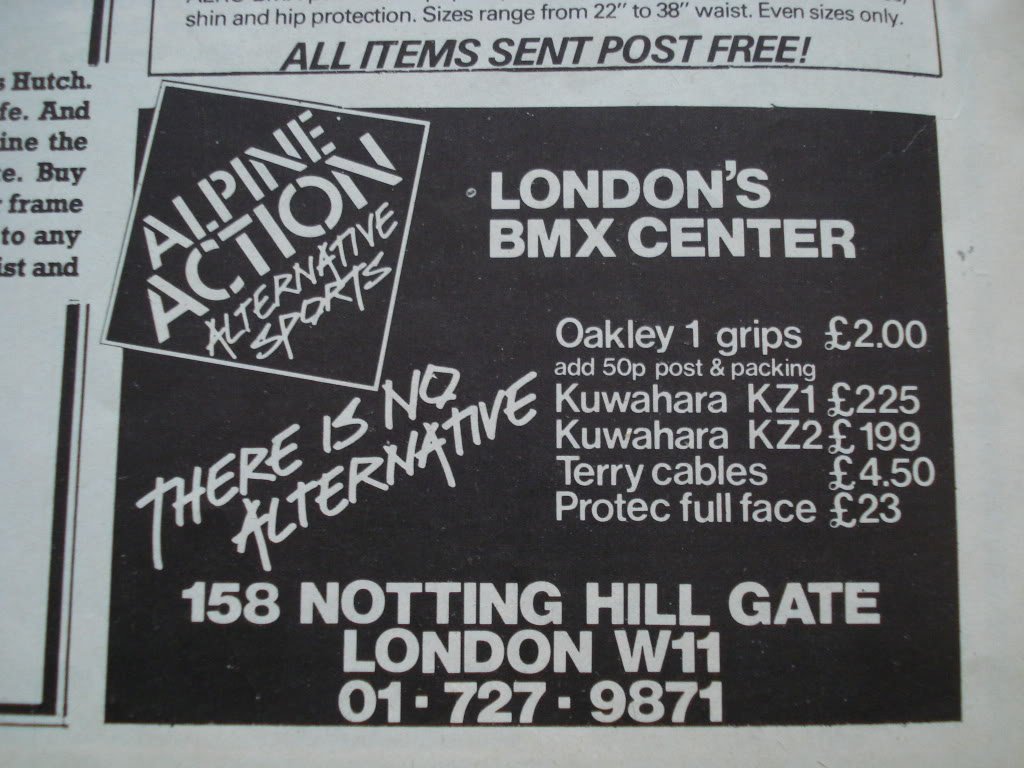 shin and hip protection. Sizes range from 22" to 38" waist. Even sizes only.
ALL ITEMS SENT POST FREE!
Hutch.
fe. And
ine the
e. Buy
frame
to any
ist and
ALPINE
ACTION
ALTERNATIVE
SPORTS
LONDON'S
BMX CENTER
Oakley 1 grips £2.00
add 50p post & packing
Kuwahara KZ1 £225
Kuwahara KZ2 £199
Terry cables £4.50
Protec full face £23
THERE IS NO
ALTERNATIVE
158 NOTTING HILL GATE
LONDON W11
01·727·9871